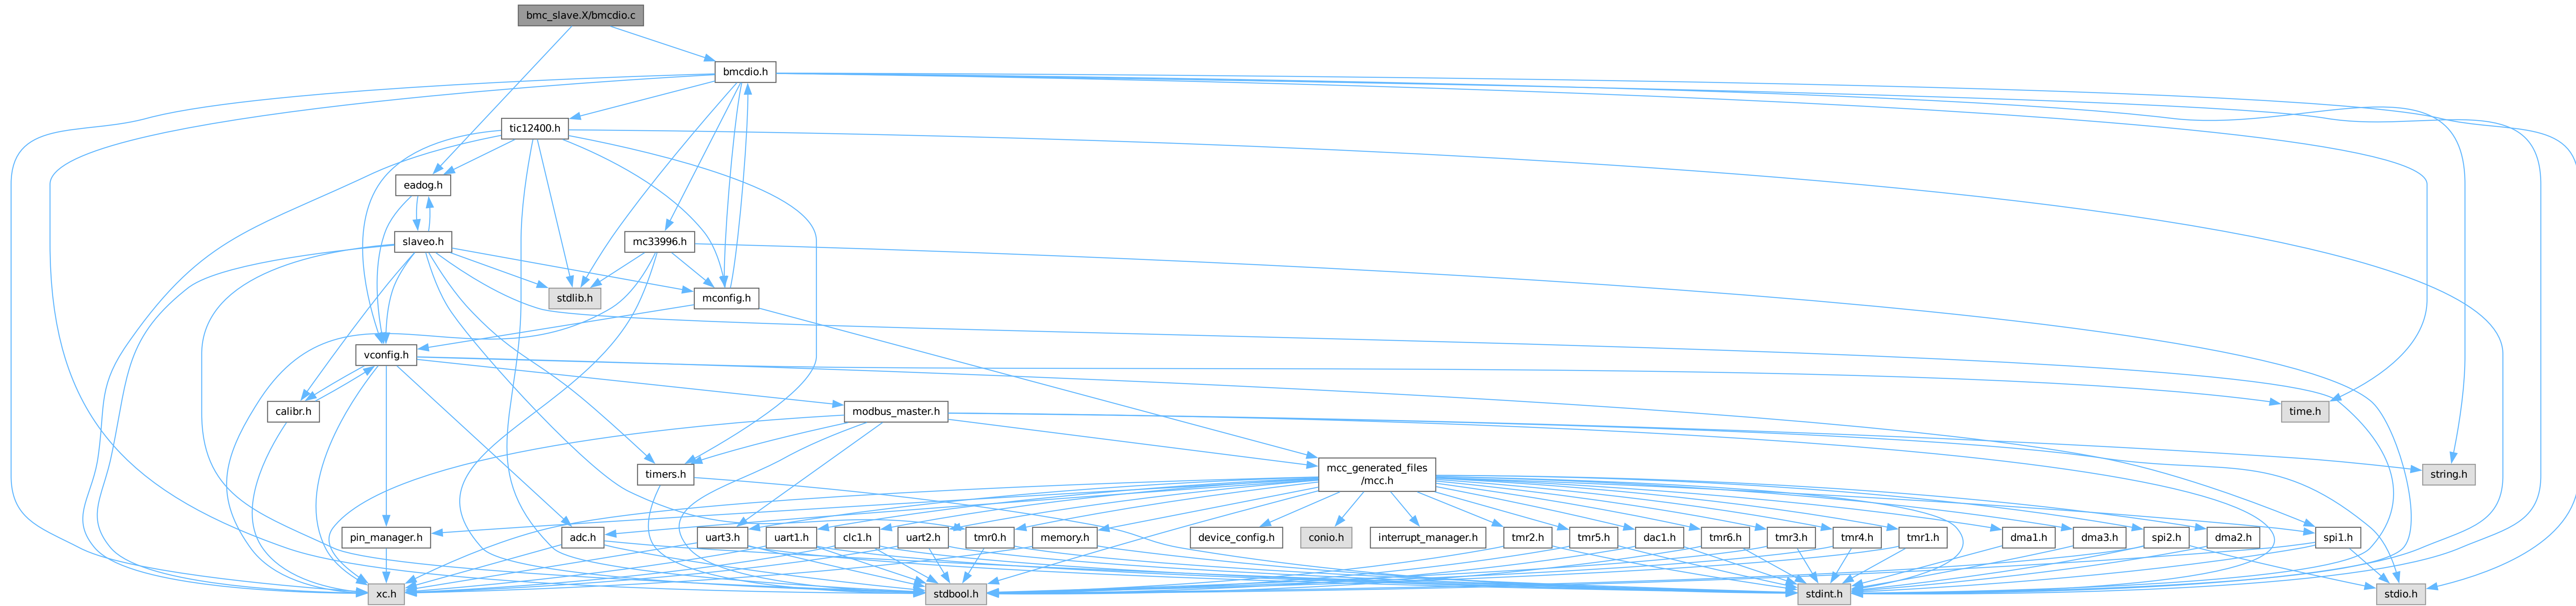 bmc_slave.X/bmcdio.c
bmcdio.h
tic12400.h
eadog.h
slaveo.h
mc33996.h
stdlib.h
mconfig.h
vconfig.h
calibr.h
modbus_master.h
time.h
timers.h
mcc_generated_files
/mcc.h
string.h
pin_manager.h
adc.h
uart3.h
uart1.h
clc1.h
uart2.h
tmr0.h
memory.h
device_config.h
conio.h
interrupt_manager.h
tmr2.h
tmr5.h
dac1.h
tmr6.h
tmr3.h
tmr4.h
tmr1.h
dma1.h
dma3.h
spi2.h
dma2.h
spi1.h
xc.h
stdbool.h
stdint.h
stdio.h